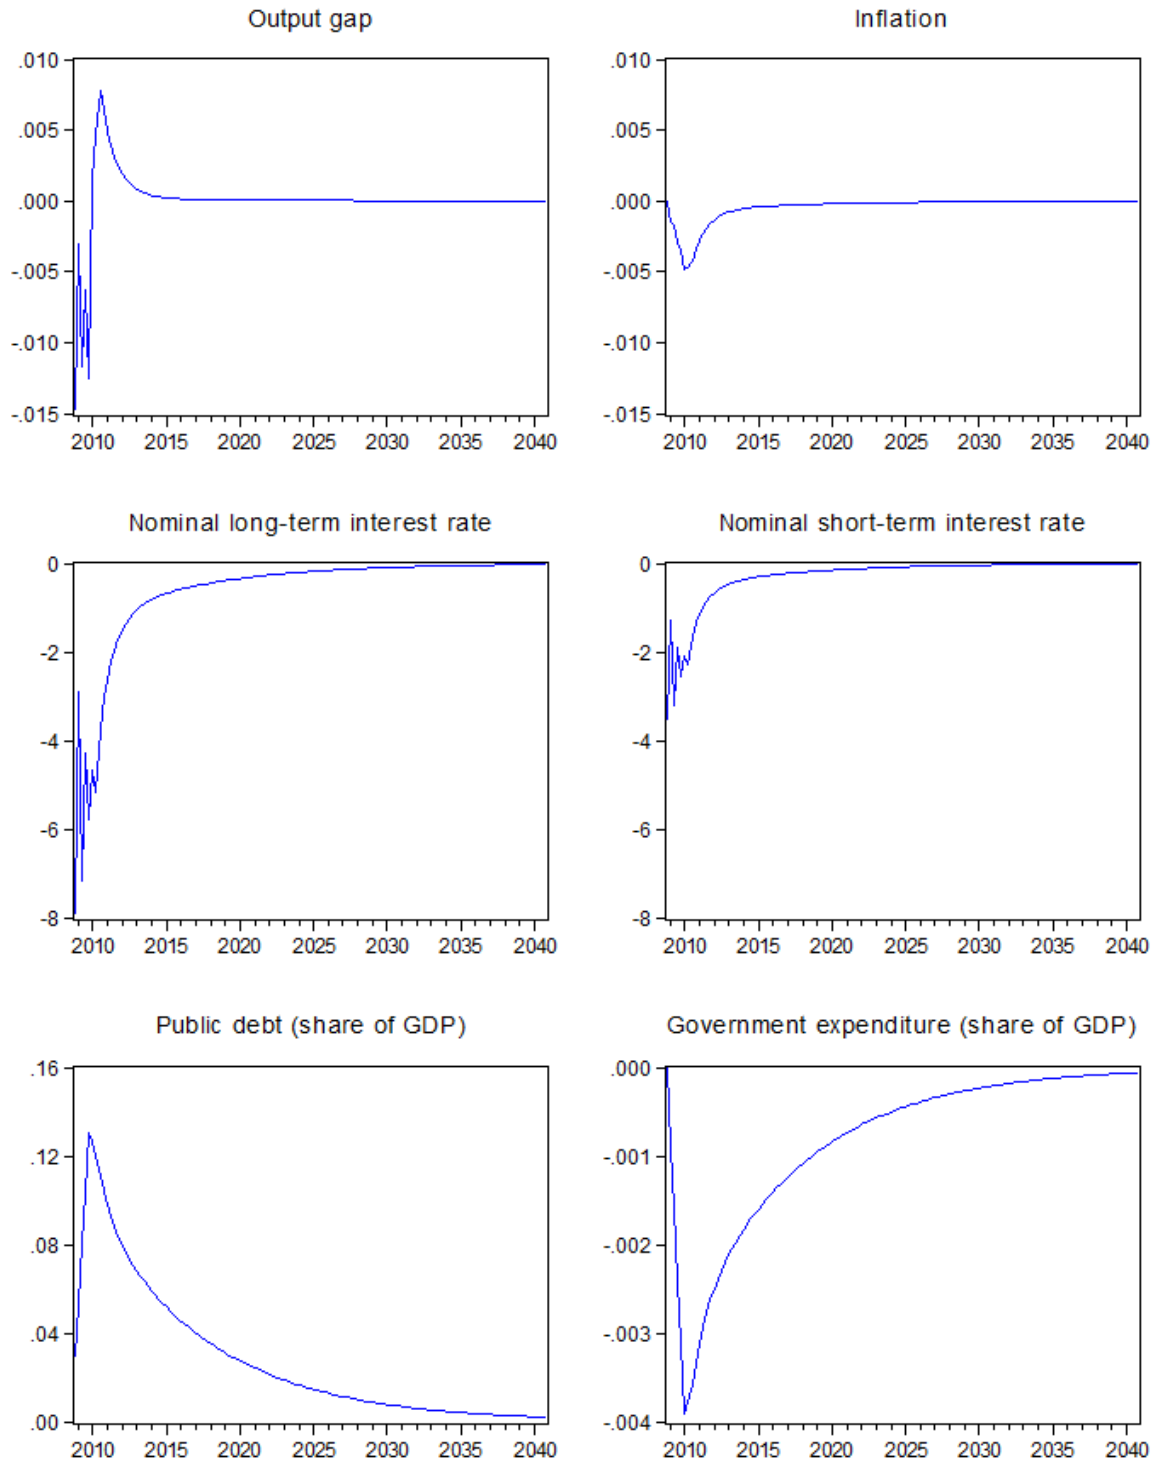 Output gap
.010
.005
.000
-.005
-.010
-.015
2010 2015 2020 2025 2030 2035 2040
Inflation
.010
.005
.000
-.005
-.010
-.015
2010 2015 2020 2025 2030 2035 2040
Nominal long-term interest rate
0
-2
-4
-6
-8
2010 2015 2020 2025 2030 2035 2040
Nominal short-term interest rate
0
-2
-4
-6
-8
2010 2015 2020 2025 2030 2035 2040
Public debt (share of GDP)
.16
.12
.08
.04
.00
2010 2015 2020 2025 2030 2035 2040
Government expenditure (share of GDP)
.000
-.001
-.002
-.003
-.004
2010 2015 2020 2025 2030 2035 2040